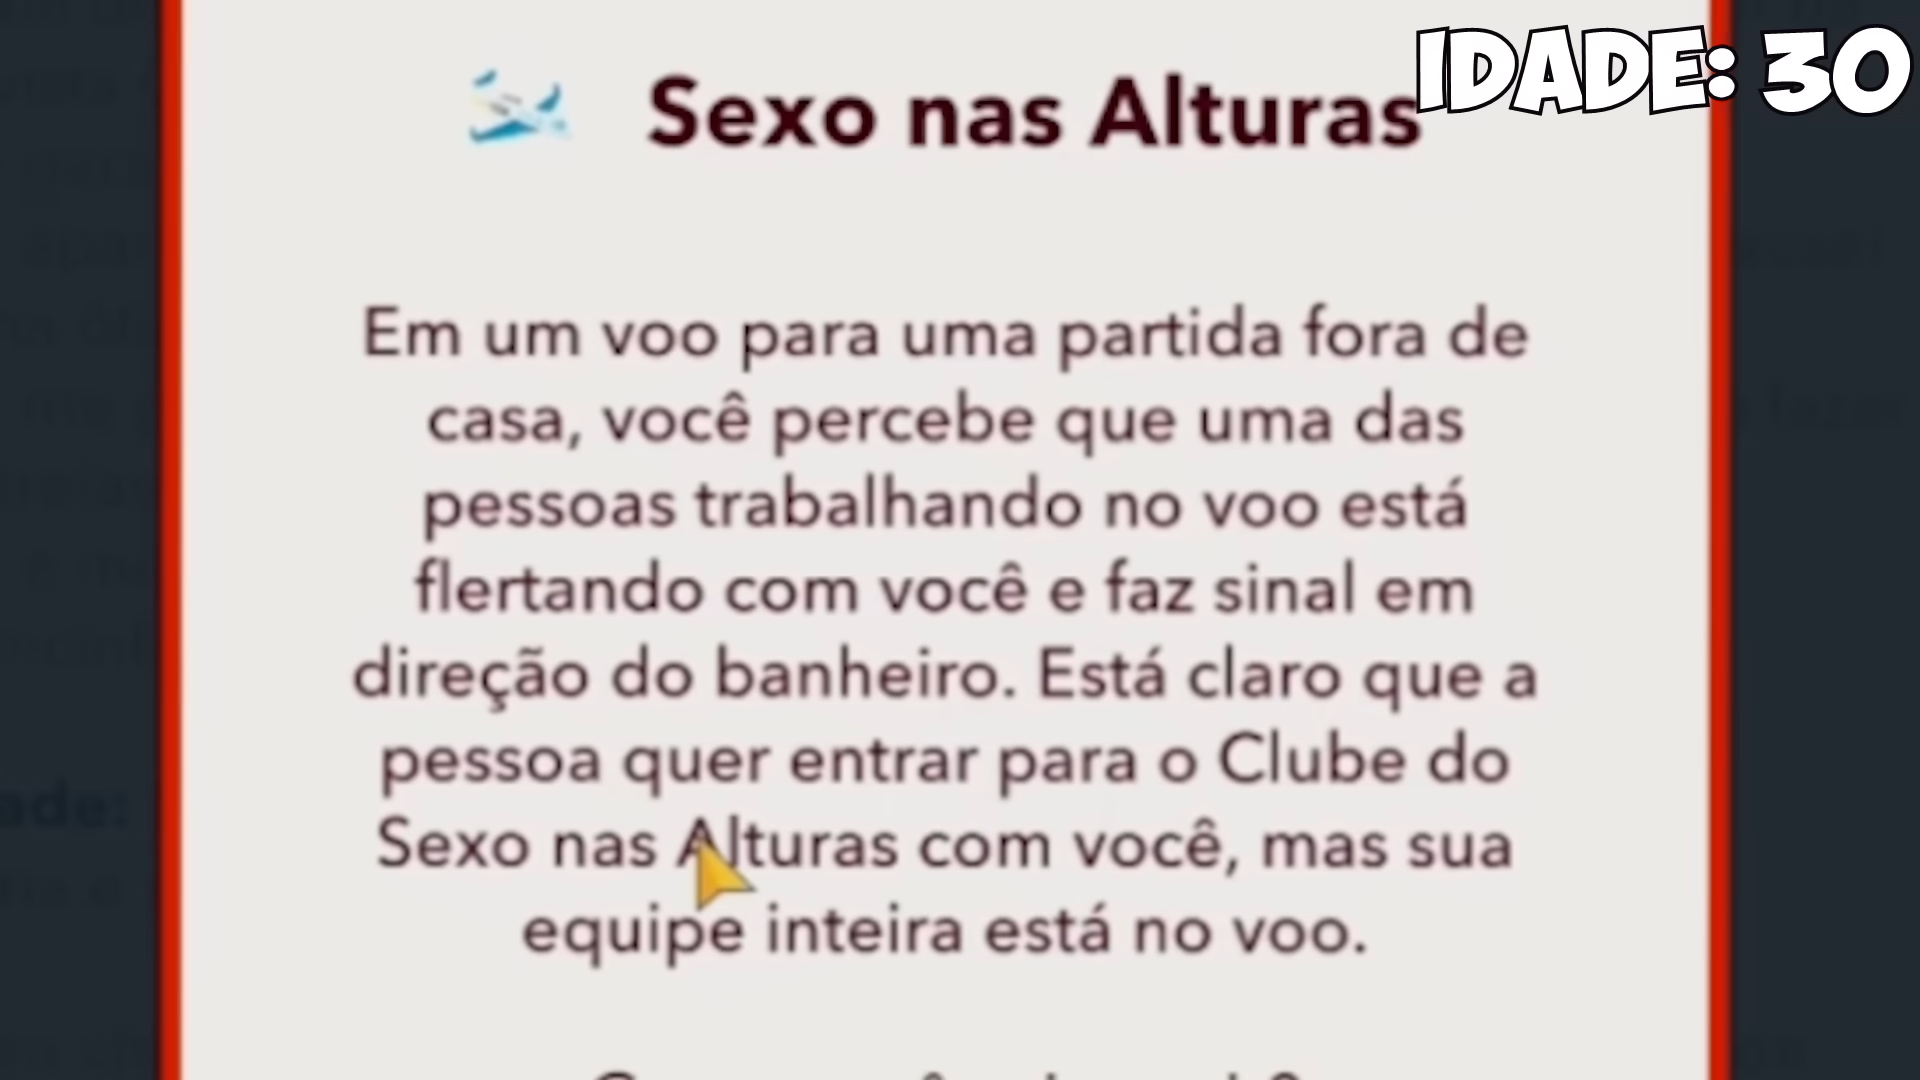 IDADE: 30
Sexo nas Alturas
Em um voo para uma partida fora de
casa, você percebe que uma das
pessoas trabalhando no voo está
flertando com você e faz sinal em
direção do banheiro. Está claro que a
pessoa quer entrar para o Clube do
Sexo nas Alturas com você, mas sua
equipe inteira está no voo.